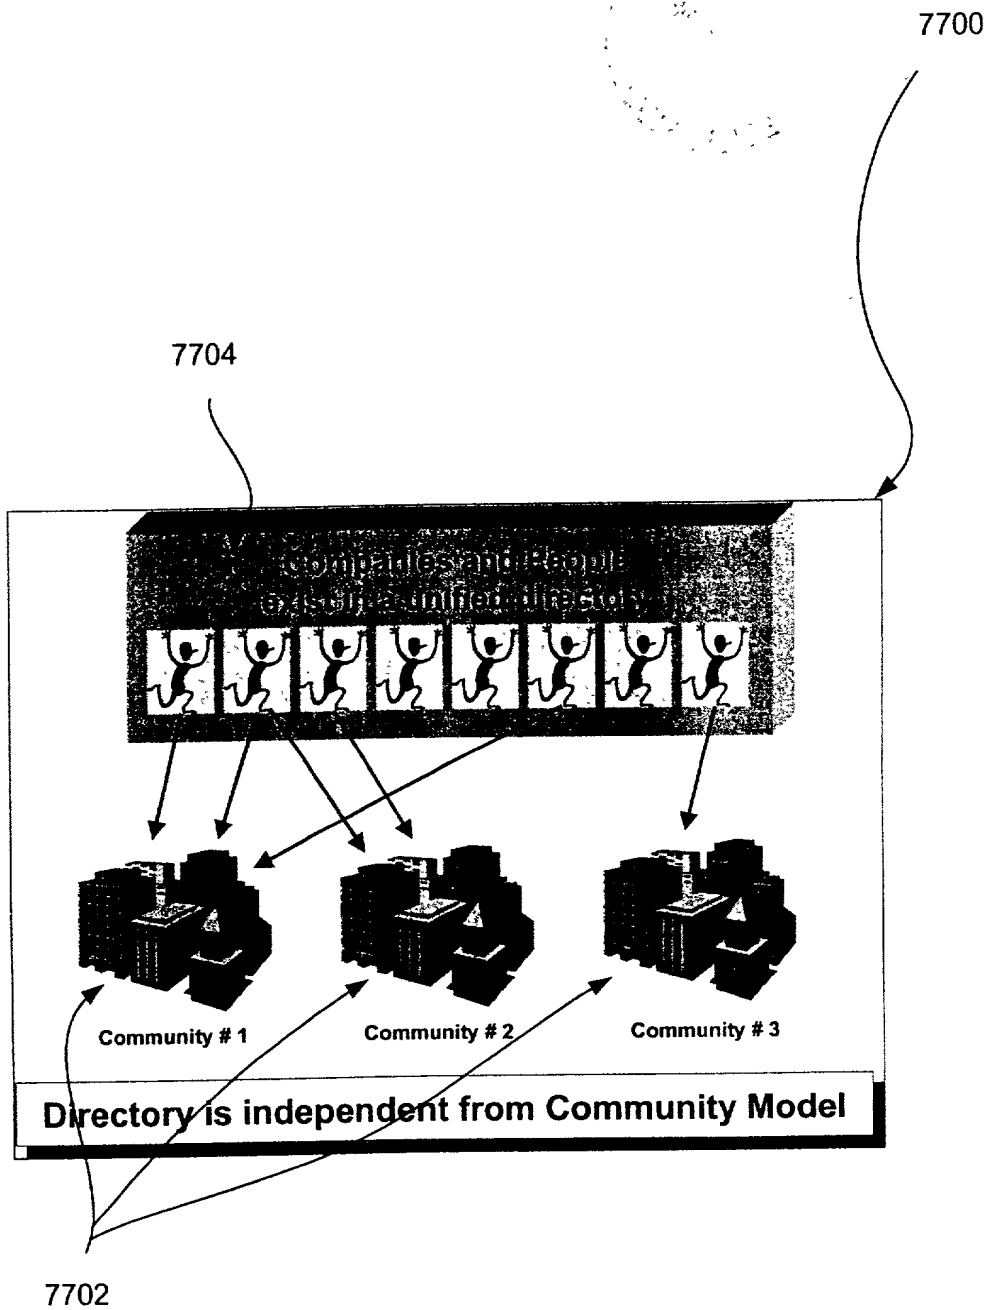 7700
7704
Companies and People
exist in a unified directory
Community # 1
Community # 2
Community # 3
Directory is independent from Community Model
7702